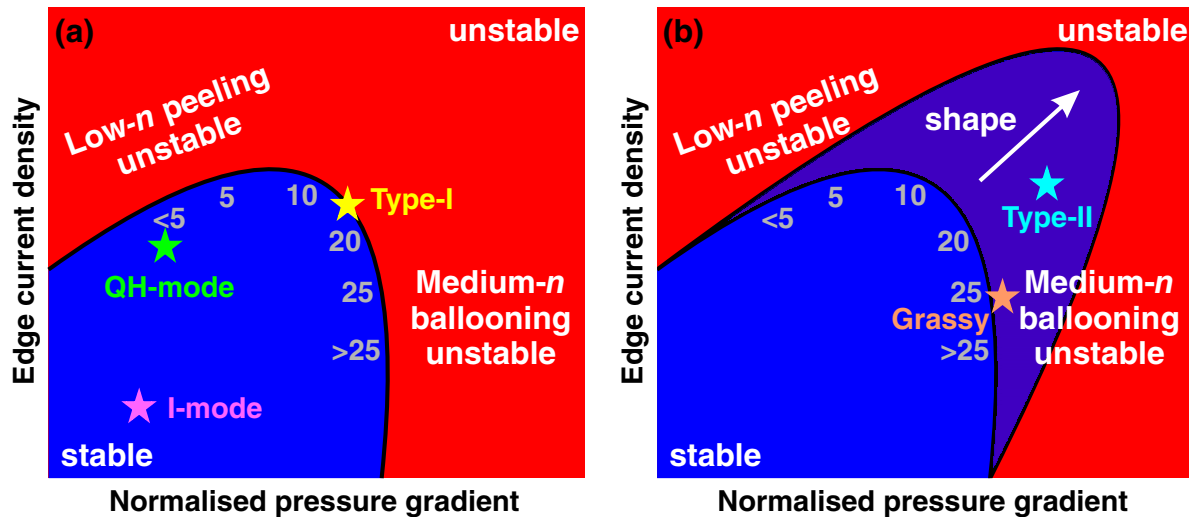 (a)
unstable
Low-n peeling
unstable
<5
5
10
20
25
>25
Type-I
QH-mode
I-mode
Medium-n
ballooning
unstable
stable
Edge current density
Normalised pressure gradient
(b)
unstable
Low-n peeling
unstable
shape
<5
5
10
20
25
>25
Type-II
Grassy
Medium-n
ballooning
unstable
stable
Edge current density
Normalised pressure gradient